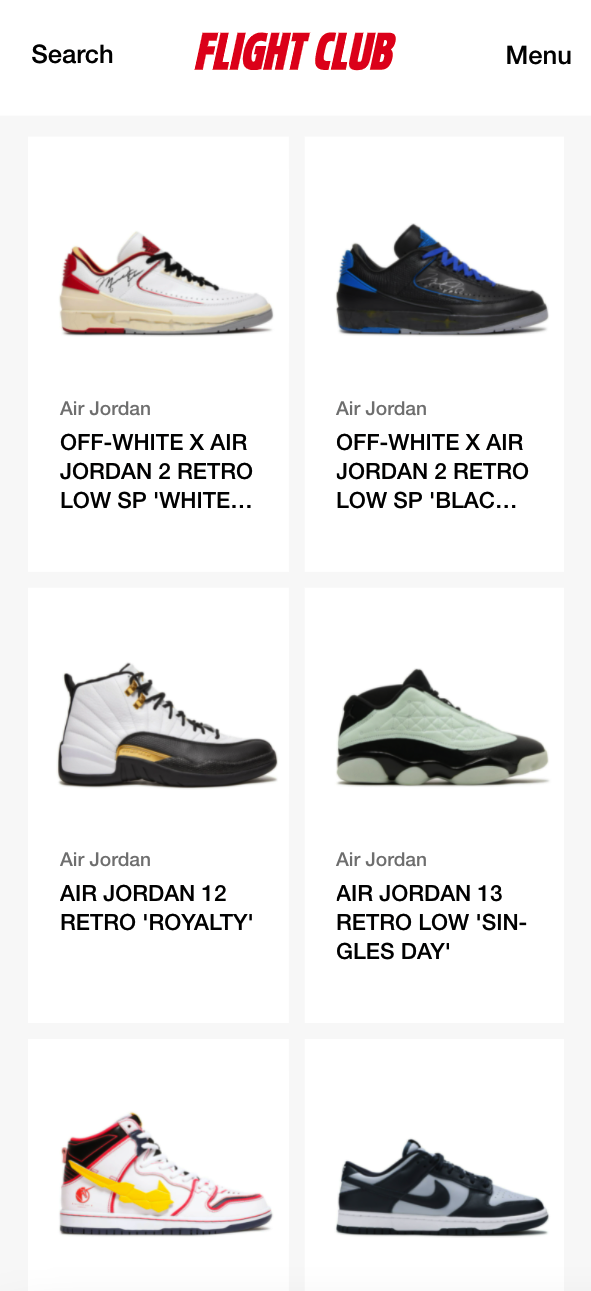 Search
FLIGHT CLUB
Menu
Air Jordan
OFF-WHITE X AIR
JORDAN 2 RETRO
LOW SP 'WHITE...
Air Jordan
OFF-WHITE X AIR
JORDAN 2 RETRO
LOW SP 'BLAC...
Air Jordan
AIR JORDAN 12
RETRO 'ROYALTY'
Air Jordan
AIR JORDAN 13
RETRO LOW 'SIN-
GLES DAY'